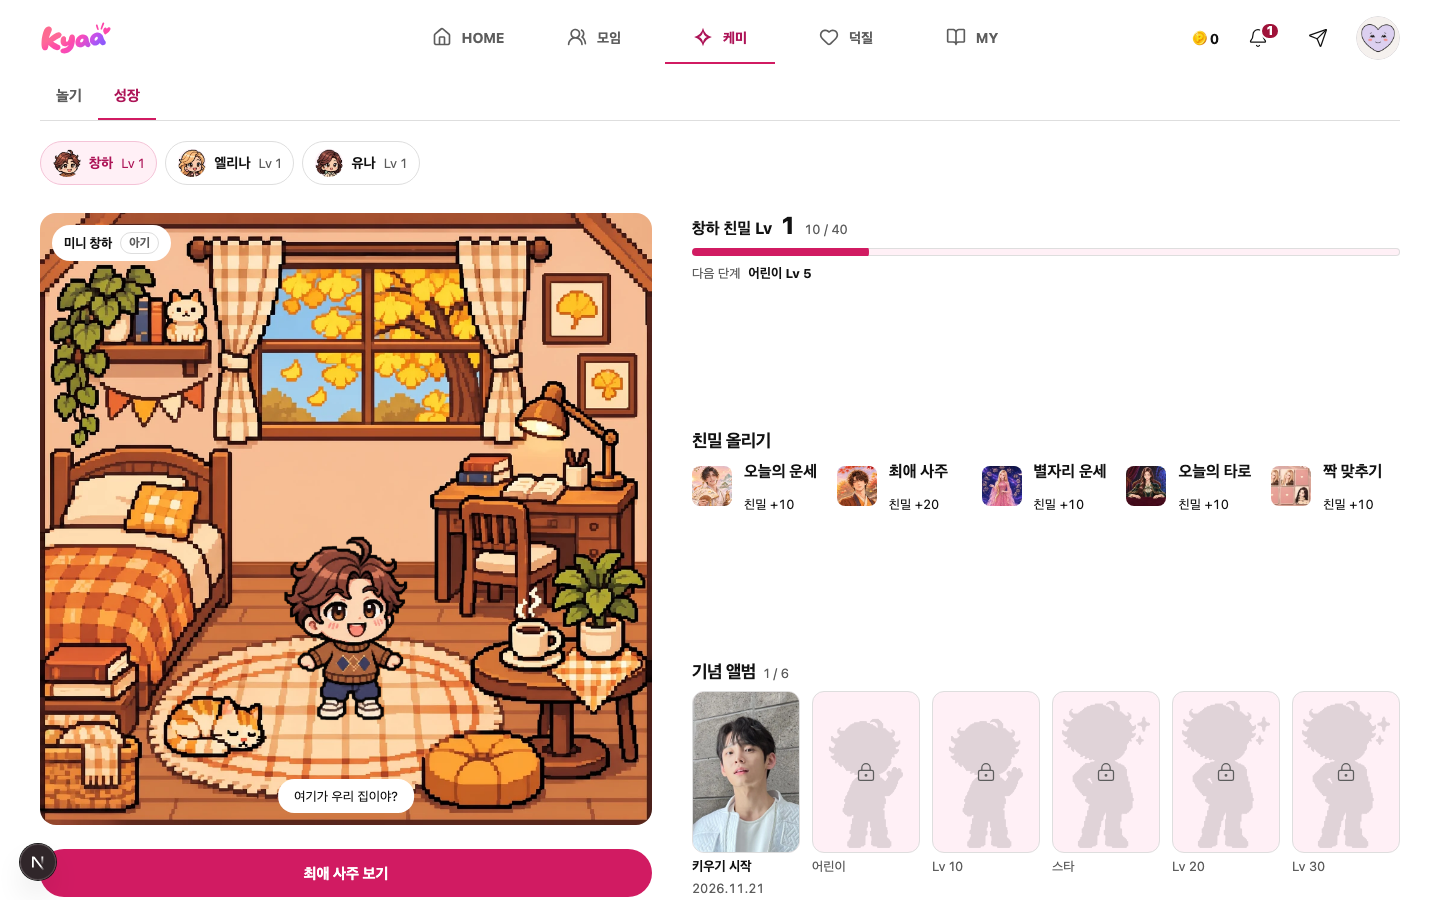 kyaa
HOME
모임
케미
덕질
MY
0
1
놀기
성장
창하 Lv 1
엘리나 Lv 1
유나 Lv 1
미니 창하 아기
여기가 우리 집이야?
최애 사주 보기
N
창하 친밀 Lv 1 10 / 40
다음 단계 어린이 Lv 5
친밀 올리기
오늘의 운세
친밀 +10
최애 사주
친밀 +20
별자리 운세
친밀 +10
오늘의 타로
친밀 +10
짝 맞추기
친밀 +10
기념 앨범 1 / 6
키우기 시작
2026.11.21
어린이
Lv 10
스타
Lv 20
Lv 30